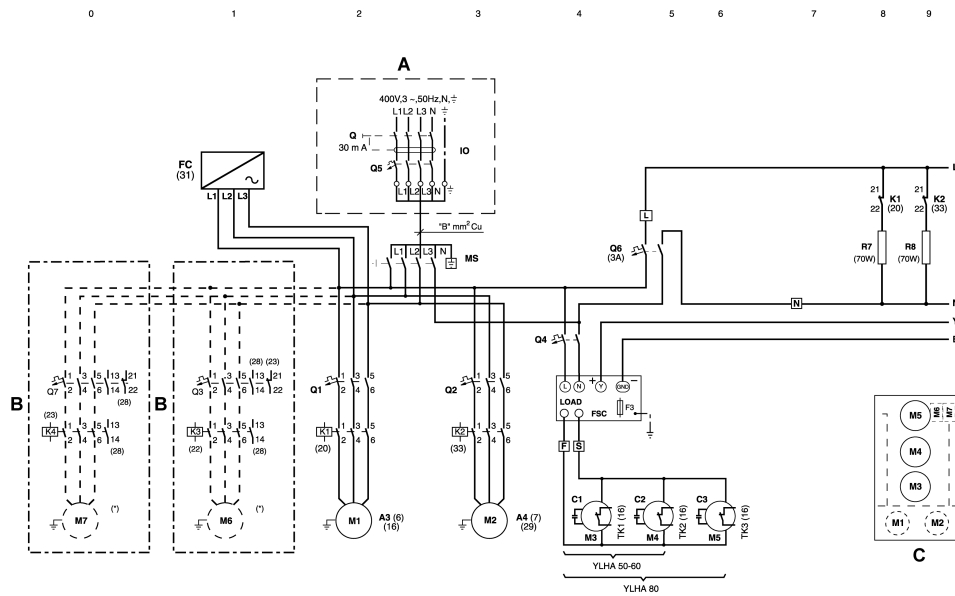 0 1 2 3 4 5 6 7 8 9
A
400V,3 ~,50Hz,N,
L1 L2 L3 N
Q
30 m A
IO
Q5
L1 L2 L3 N
FC
(31)
L1 L2 L3
"B" mm² Cu
L1 L2 L3 N
MS
L
Q6
(3A)
L
21
22
K1
(20)
21
22
K2
(33)
R7
(70W)
R8
(70W)
N
N
Y
Q4
B
Q7
1 3 5 13 21
2 4 6 14 22
(28)
(23)
K4
1 3 5 13
2 4 6 14
(28)
M7
(*)
B
(28) (23)
Q3
1 3 5 13 21
2 4 6 14 22
K3
(22)
1 3 5 13
2 4 6 14
(28)
M6
(*)
Q1
1 3 5
2 4 6
K1
(20)
1 3 5
2 4 6
M1
A3 (6)
(16)
Q2
1 3 5
2 4 6
K2
(33)
1 3 5
2 4 6
M2
A4 (7)
(29)
L N + Y GND −
LOAD
FSC
F3
F S
C1
M3
TK1 (16)
C2
M4
TK2 (16)
C3
M5
TK3 (16)
YLHA 50-60
YLHA 80
M5
M6
M7
M4
M3
M1
M2
C